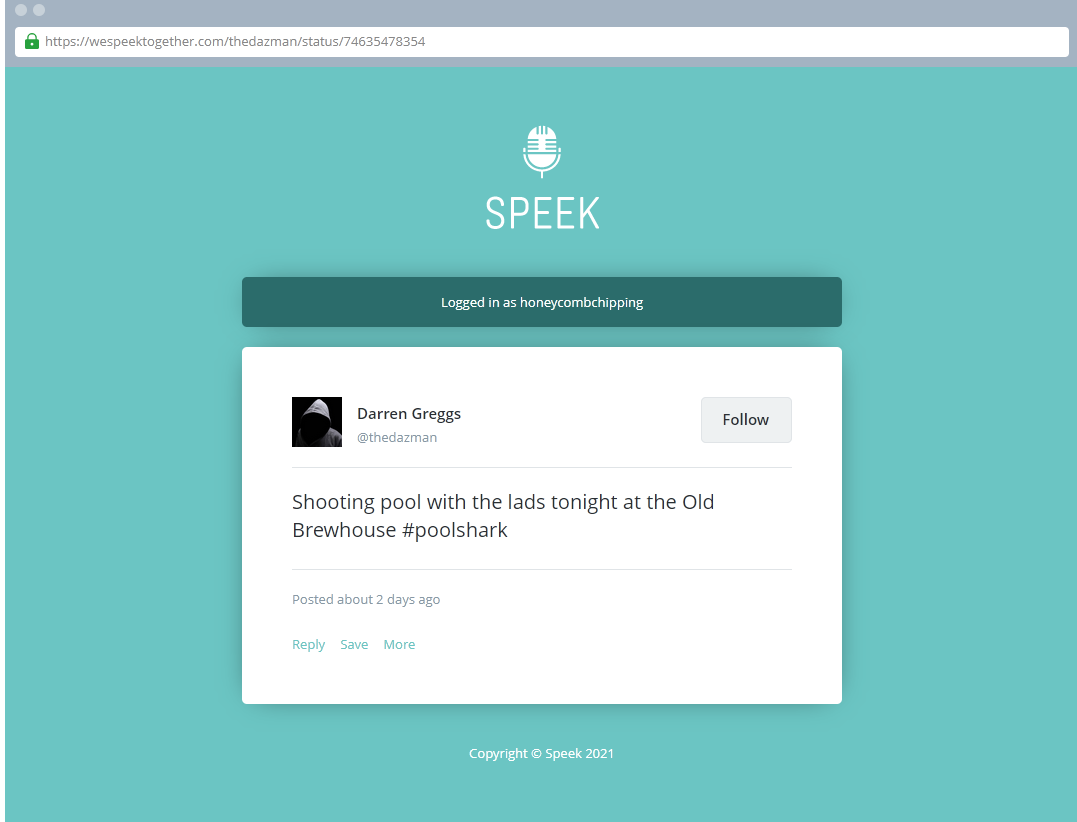 https://wespeektogether.com/thedazman/status/74635478354
SPEEK
Logged in as honeycombchipping
Darren Greggs
@thedazman
Follow
Shooting pool with the lads tonight at the Old
Brewhouse #poolshark
Posted about 2 days ago
Reply Save More
Copyright © Speek 2021